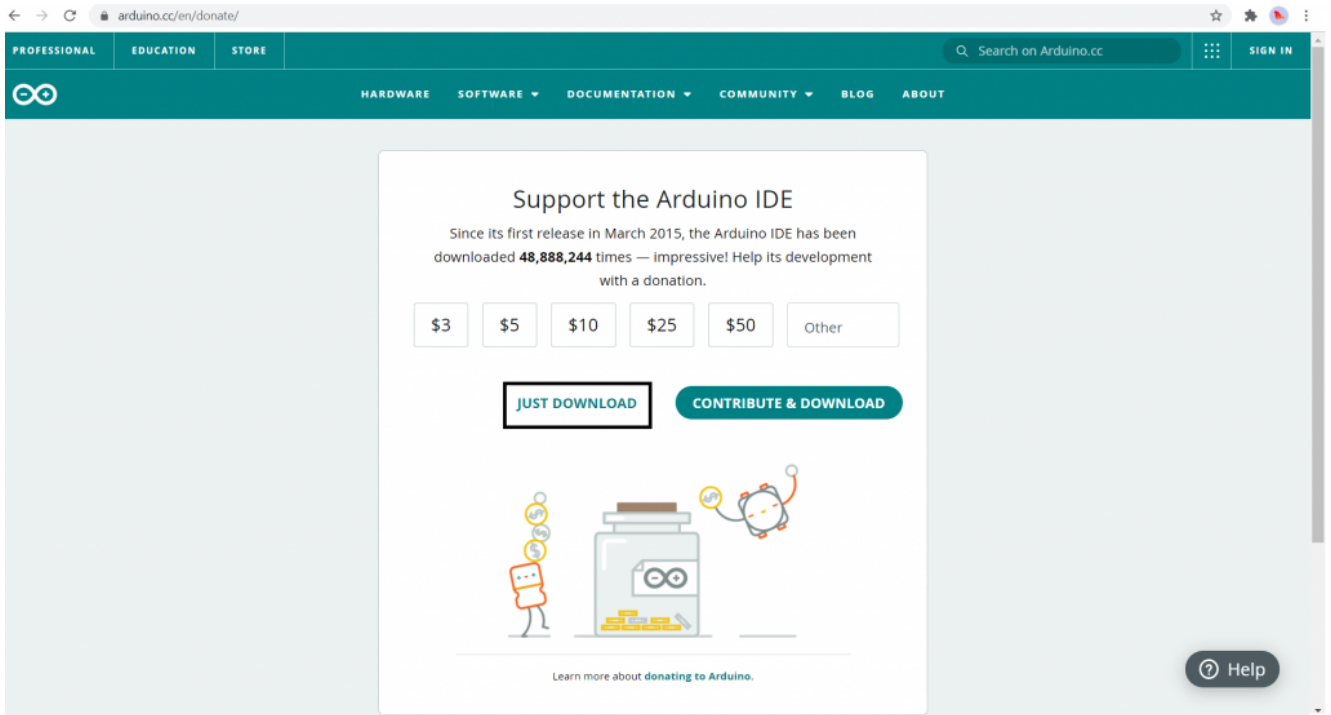 arduino.cc/en/donate/
PROFESSIONAL EDUCATION STORE Search on Arduino.cc SIGN IN
HARDWARE SOFTWARE DOCUMENTATION COMMUNITY BLOG ABOUT
Support the Arduino IDE
Since its first release in March 2015, the Arduino IDE has been
downloaded 48,888,244 times — impressive! Help its development
with a donation.
$3 $5 $10 $25 $50 Other
JUST DOWNLOAD CONTRIBUTE & DOWNLOAD
Learn more about donating to Arduino.
Help